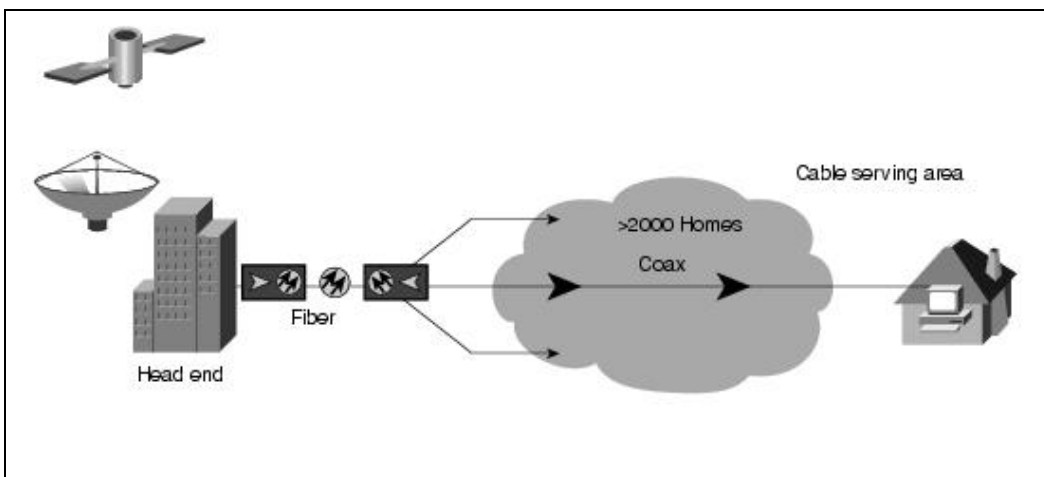 Cable serving area
>2000 Homes
Coax
Fiber
Head end